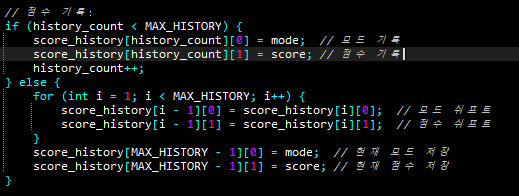 // 점수 기록:
if (history_count < MAX_HISTORY) {
score_history[history_count][0] = mode;  // 모드 기록
score_history[history_count][1] = score; // 점수 기록
history_count++;
} else {
for (int i = 1; i < MAX_HISTORY; i++) {
score_history[i - 1][0] = score_history[i][0];  // 모드 쉬프트
score_history[i - 1][1] = score_history[i][1];  // 점수 쉬프트
}
score_history[MAX_HISTORY - 1][0] = mode;  // 현재 모드 저장
score_history[MAX_HISTORY - 1][1] = score; // 현재 점수 저장
}